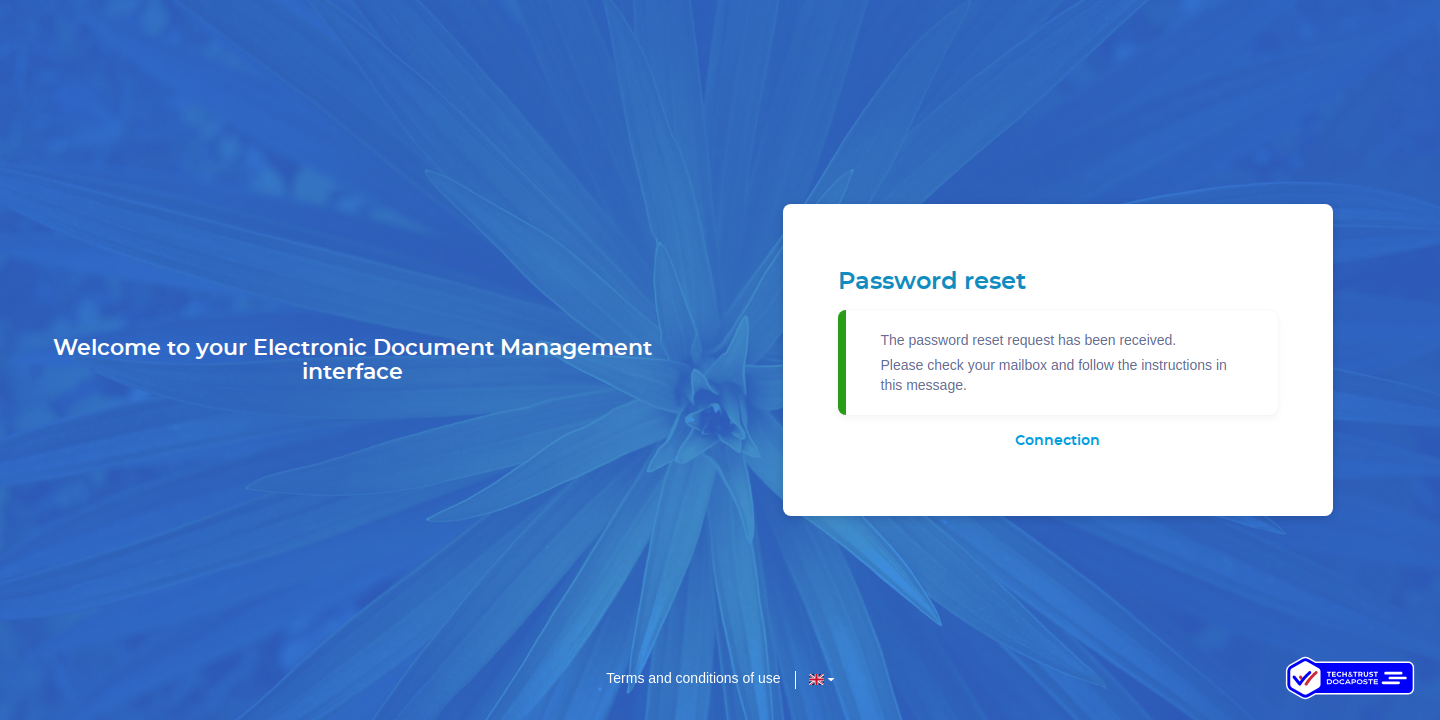 Welcome to your Electronic Document Management
interface
Password reset
The password reset request has been received.
Please check your mailbox and follow the instructions in
this message.
Connection
Terms and conditions of use
TECH&TRUST
DOCAPOSTE